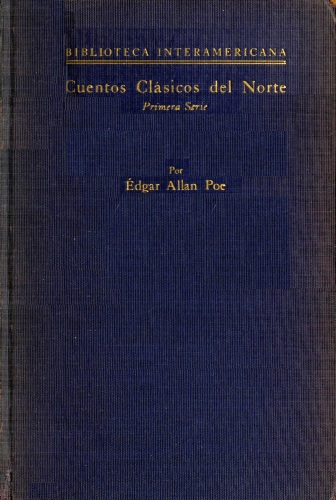 BIBLIOTECA INTERAMERICANA
Cuentos Clásicos del Norte
Primera Serie
Por
Édgar Allan Poe